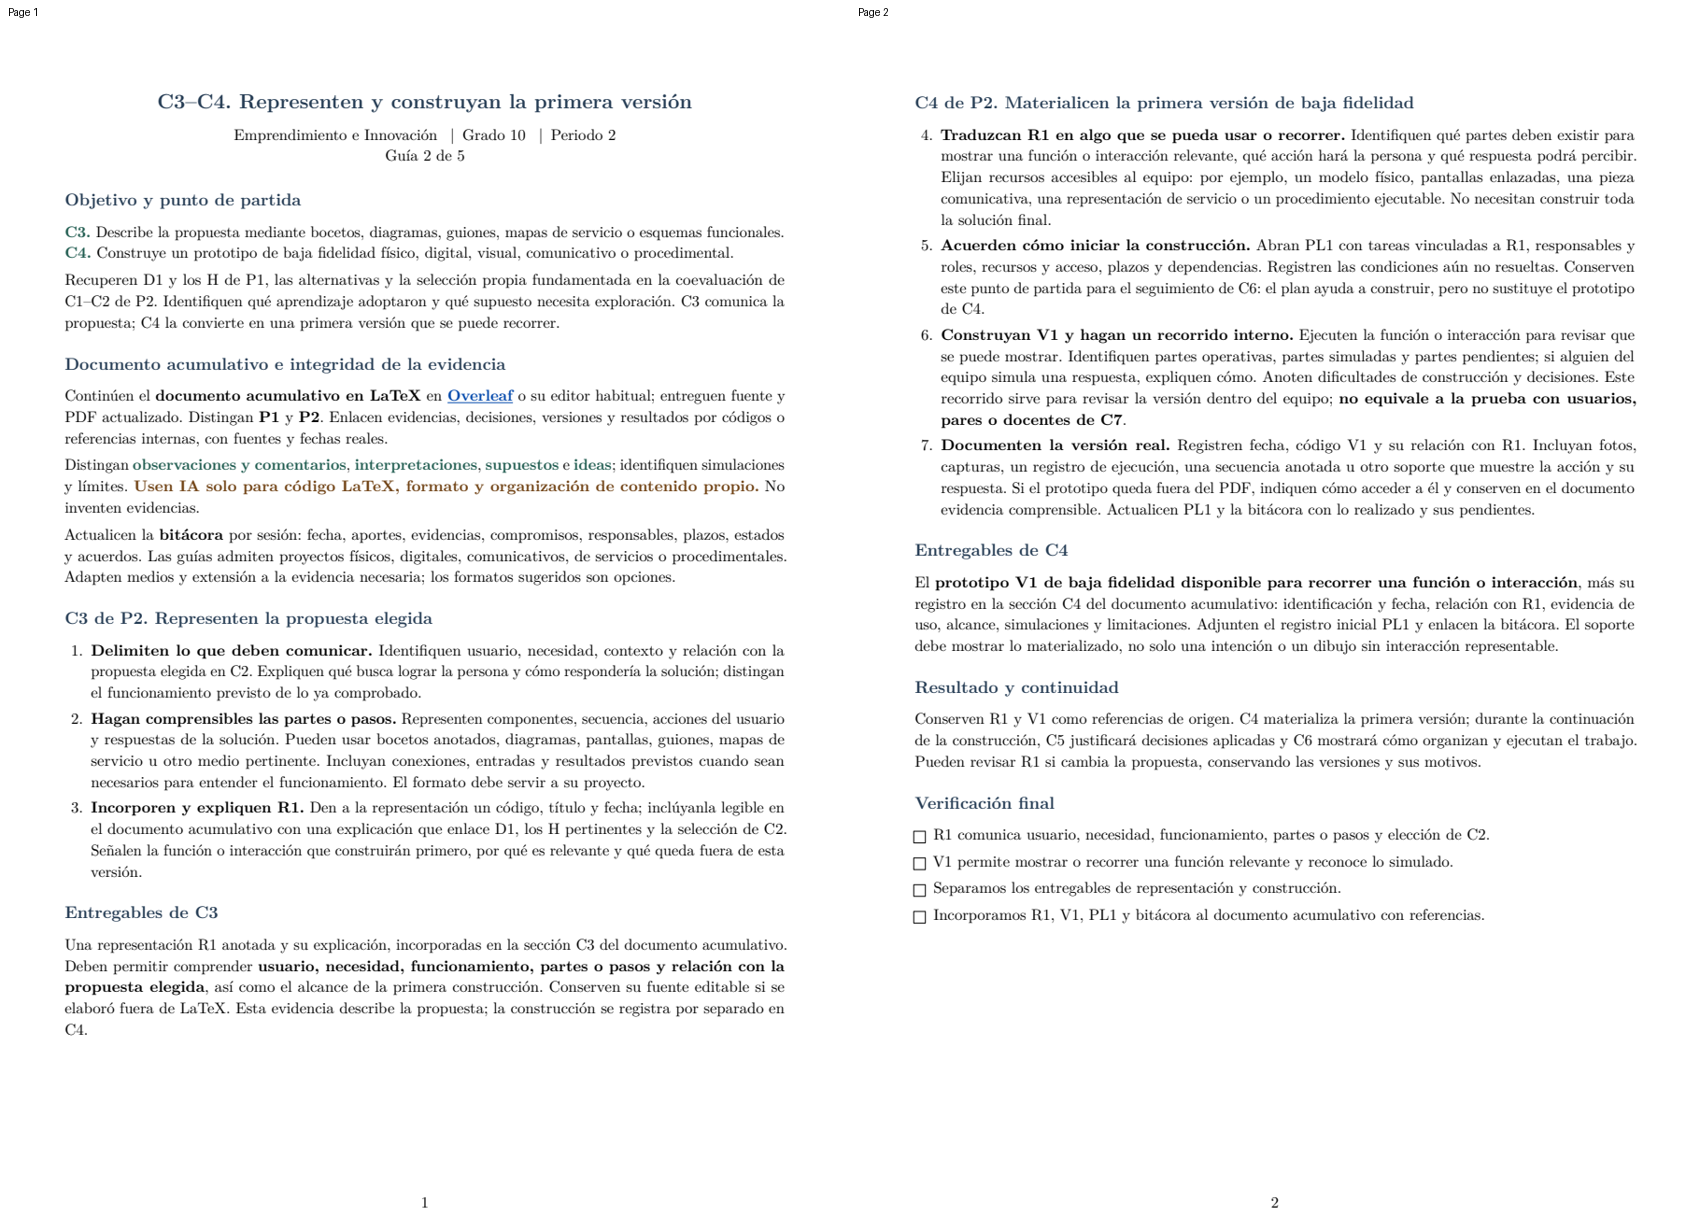 Page 1
C3–C4. Representen y construyan la primera versión
Emprendimiento e Innovación | Grado 10 | Periodo 2
Guía 2 de 5
Objetivo y punto de partida
C3. Describe la propuesta mediante bocetos, diagramas, guiones, mapas de servicio o esquemas funcionales.
C4. Construye un prototipo de baja fidelidad físico, digital, visual, comunicativo o procedimental.
Recuperen D1 y los H de P1, las alternativas y la selección propia fundamentada en la coevaluación de
C1–C2 de P2. Identifiquen qué aprendizaje adoptaron y qué supuesto necesita exploración. C3 comunica la
propuesta; C4 la convierte en una primera versión que se puede recorrer.
Documento acumulativo e integridad de la evidencia
Continúen el documento acumulativo en LaTeX en Overleaf o su editor habitual; entreguen fuente y
PDF actualizado. Distingan P1 y P2. Enlacen evidencias, decisiones, versiones y resultados por códigos o
referencias internas, con fuentes y fechas reales.
Distingan observaciones y comentarios, interpretaciones, supuestos e ideas; identifiquen simulaciones
y límites. Usen IA solo para código LaTeX, formato y organización de contenido propio. No
inventen evidencias.
Actualicen la bitácora por sesión: fecha, aportes, evidencias, compromisos, responsables, plazos, estados
y acuerdos. Las guías admiten proyectos físicos, digitales, comunicativos, de servicios o procedimentales.
Adapten medios y extensión a la evidencia necesaria; los formatos sugeridos son opciones.
C3 de P2. Representen la propuesta elegida
1. Delimiten lo que deben comunicar. Identifiquen usuario, necesidad, contexto y relación con la
propuesta elegida en C2. Expliquen qué busca lograr la persona y cómo respondería la solución; distingan
el funcionamiento previsto de lo ya comprobado.
2. Hagan comprensibles las partes o pasos. Representen componentes, secuencia, acciones del usuario
y respuestas de la solución. Pueden usar bocetos anotados, diagramas, pantallas, guiones, mapas de
servicio u otro medio pertinente. Incluyan conexiones, entradas y resultados previstos cuando sean
necesarios para entender el funcionamiento. El formato debe servir a su proyecto.
3. Incorporen y expliquen R1. Den a la representación un código, título y fecha; inclúyanla legible en
el documento acumulativo con una explicación que enlace D1, los H pertinentes y la selección de C2.
Señalen la función o interacción que construirán primero, por qué es relevante y qué queda fuera de esta
versión.
Entregables de C3
Una representación R1 anotada y su explicación, incorporadas en la sección C3 del documento acumulativo.
Deben permitir comprender usuario, necesidad, funcionamiento, partes o pasos y relación con la
propuesta elegida, así como el alcance de la primera construcción. Conserven su fuente editable si se
elaboró fuera de LaTeX. Esta evidencia describe la propuesta; la construcción se registra por separado en
C4.
1
Page 2
C4 de P2. Materialicen la primera versión de baja fidelidad
4. Traduzcan R1 en algo que se pueda usar o recorrer. Identifiquen qué partes deben existir para
mostrar una función o interacción relevante, qué acción hará la persona y qué respuesta podrá percibir.
Elijan recursos accesibles al equipo: por ejemplo, un modelo físico, pantallas enlazadas, una pieza
comunicativa, una representación de servicio o un procedimiento ejecutable. No necesitan construir toda
la solución final.
5. Acuerden cómo iniciar la construcción. Abran PL1 con tareas vinculadas a R1, responsables y
roles, recursos y acceso, plazos y dependencias. Registren las condiciones aún no resueltas. Conserven
este punto de partida para el seguimiento de C6: el plan ayuda a construir, pero no sustituye el prototipo
de C4.
6. Construyan V1 y hagan un recorrido interno. Ejecuten la función o interacción para revisar que
se puede mostrar. Identifiquen partes operativas, partes simuladas y partes pendientes; si alguien del
equipo simula una respuesta, expliquen cómo. Anoten dificultades de construcción y decisiones. Este
recorrido sirve para revisar la versión dentro del equipo; no equivale a la prueba con usuarios,
pares o docentes de C7.
7. Documenten la versión real. Registren fecha, código V1 y su relación con R1. Incluyan fotos,
capturas, un registro de ejecución, una secuencia anotada u otro soporte que muestre la acción y su
respuesta. Si el prototipo queda fuera del PDF, indiquen cómo acceder a él y conserven en el documento
evidencia comprensible. Actualicen PL1 y la bitácora con lo realizado y sus pendientes.
Entregables de C4
El prototipo V1 de baja fidelidad disponible para recorrer una función o interacción, más su
registro en la sección C4 del documento acumulativo: identificación y fecha, relación con R1, evidencia de
uso, alcance, simulaciones y limitaciones. Adjunten el registro inicial PL1 y enlacen la bitácora. El soporte
debe mostrar lo materializado, no solo una intención o un dibujo sin interacción representable.
Resultado y continuidad
Conserven R1 y V1 como referencias de origen. C4 materializa la primera versión; durante la continuación
de la construcción, C5 justificará decisiones aplicadas y C6 mostrará cómo organizan y ejecutan el trabajo.
Pueden revisar R1 si cambia la propuesta, conservando las versiones y sus motivos.
Verificación final
R1 comunica usuario, necesidad, funcionamiento, partes o pasos y elección de C2.
V1 permite mostrar o recorrer una función relevante y reconoce lo simulado.
Separamos los entregables de representación y construcción.
Incorporamos R1, V1, PL1 y bitácora al documento acumulativo con referencias.
2